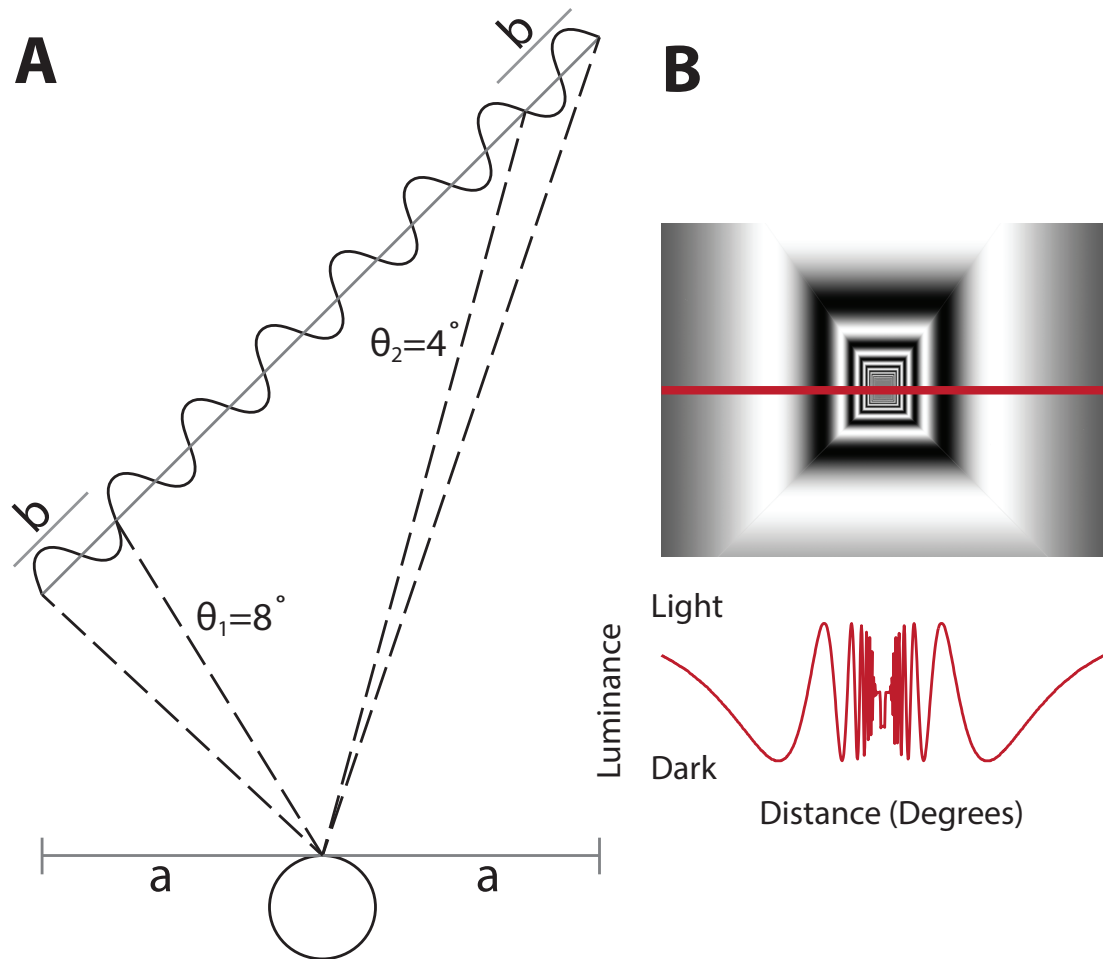 A
b
θ2=4°
b
θ1=8°
a
a
B
Light
Luminance
Dark
Distance (Degrees)